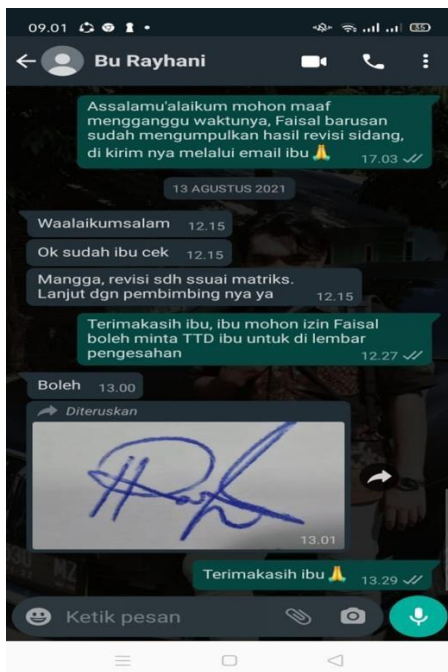 09.01
35
Bu Rayhani
Assalamu'alaikum mohon maaf
mengganggu waktunya, Faisal barusan
sudah mengumpulkan hasil revisi sidang,
di kirim nya melalui email ibu 🙏
17.03
13 AGUSTUS 2021
Waalaikumsalam 12.15
Ok sudah ibu cek 12.15
Mangga, revisi sdh ssuai matriks.
Lanjut dgn pembimbing nya ya 12.15
Terimakasih ibu, ibu mohon izin Faisal
boleh minta TTD ibu untuk di lembar
pengesahan 12.27
Boleh 13.00
Diteruskan
13.01
Terimakasih ibu 🙏 13.29
Ketik pesan